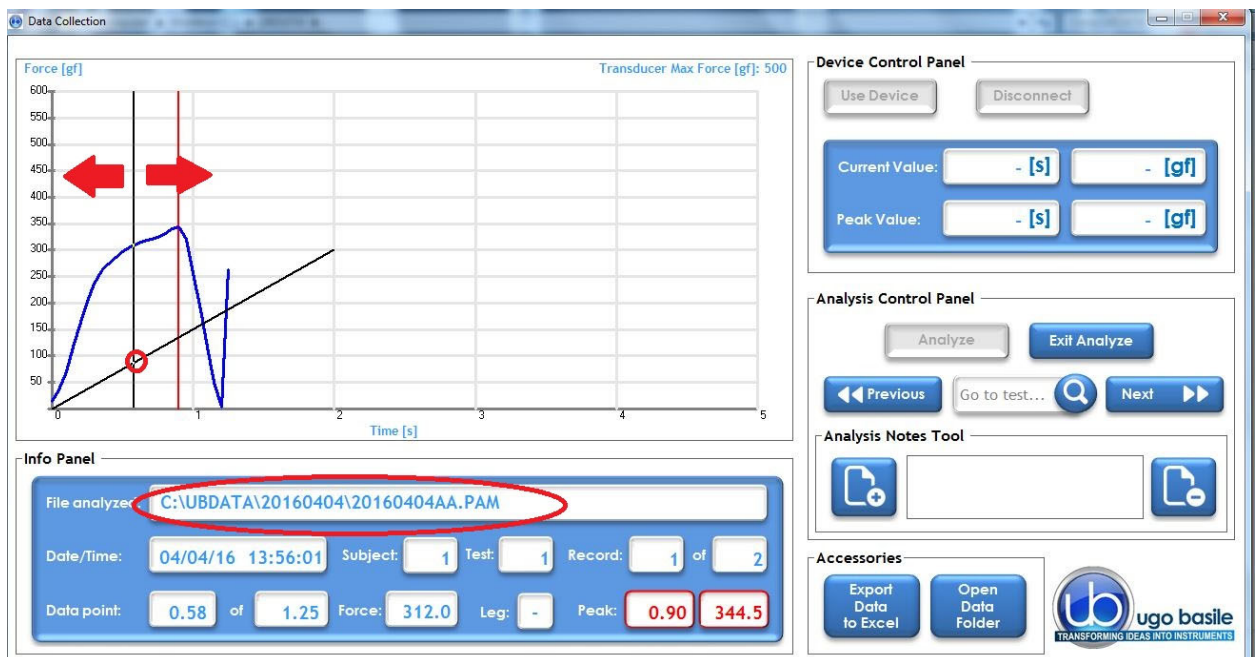 Data Collection
Force [gf]
Transducer Max Force [gf]: 500
600
550
500
450
400
350
300
250
200
150
100
50
0 1 2 3 4 5
Time [s]
Info Panel
File analyzed
C:\UBDATA\20160404\20160404AA.PAM
Date/Time: 04/04/16 13:56:01 Subject: 1 Test: 1 Record: 1 of 2
Data point: 0.58 of 1.25 Force: 312.0 Leg: - Peak: 0.90 344.5
Device Control Panel
Use Device Disconnect
Current Value: - [s] - [gf]
Peak Value: - [s] - [gf]
Analysis Control Panel
Analyze Exit Analyze
Previous Go to test... Next
Analysis Notes Tool
Accessories
Export
Data
to Excel
Open
Data
Folder
ub
ugo basile
TRANSFORMING IDEAS INTO INSTRUMENTS